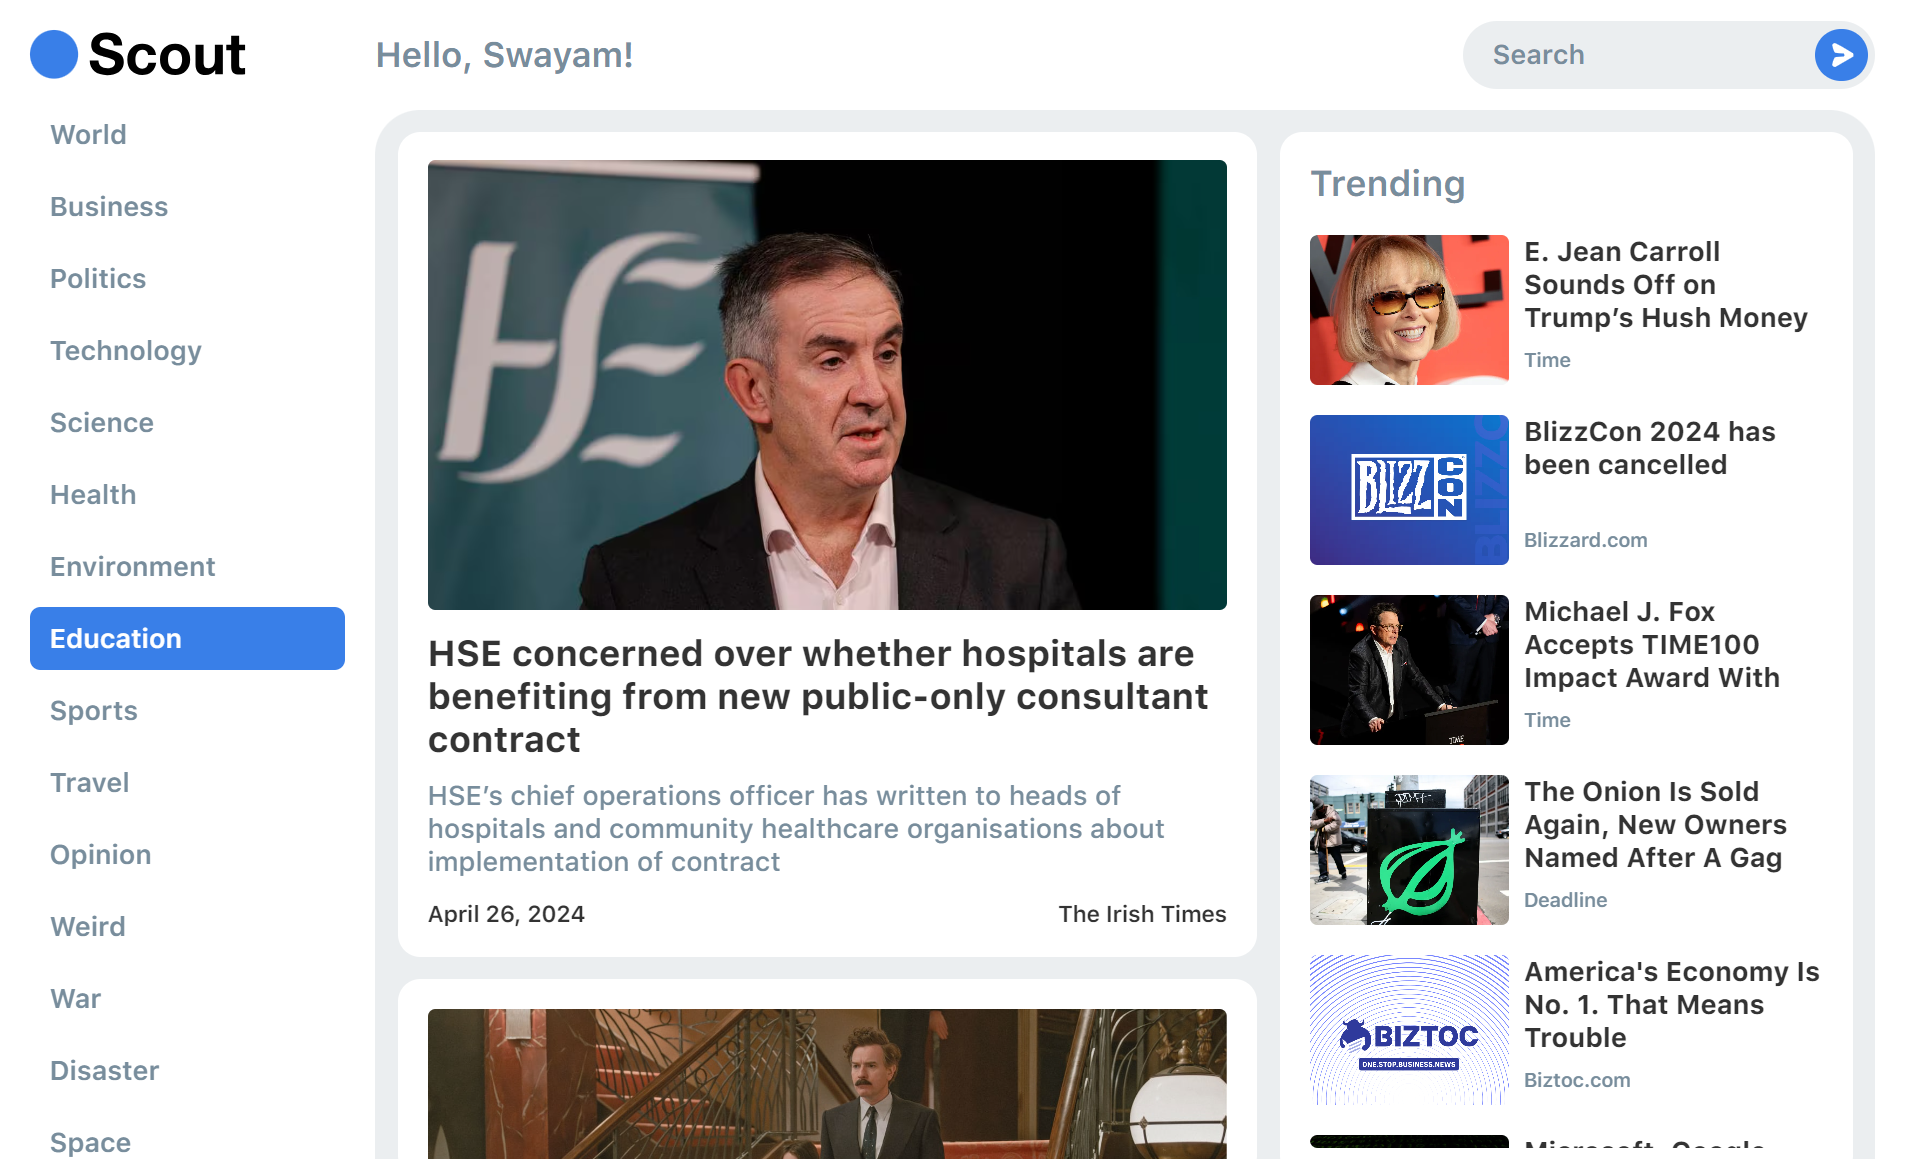 Scout
Hello, Swayam!
Search
World
Business
Politics
Technology
Science
Health
Environment
Education
Sports
Travel
Opinion
Weird
War
Disaster
Space
HSE
HSE concerned over whether hospitals are
benefiting from new public-only consultant
contract
HSE’s chief operations officer has written to heads of
hospitals and community healthcare organisations about
implementation of contract
April 26, 2024
The Irish Times
Trending
E. Jean Carroll
Sounds Off on
Trump’s Hush Money
Time
BLIZZ
CON
BLIZZC
BlizzCon 2024 has
been cancelled
Blizzard.com
TIME
Michael J. Fox
Accepts TIME100
Impact Award With
Time
The Onion Is Sold
Again, New Owners
Named After A Gag
Deadline
BIZTOC
ONE.STOP.BUSINESS.NEWS
America's Economy Is
No. 1. That Means
Trouble
Biztoc.com
Microsoft, Google